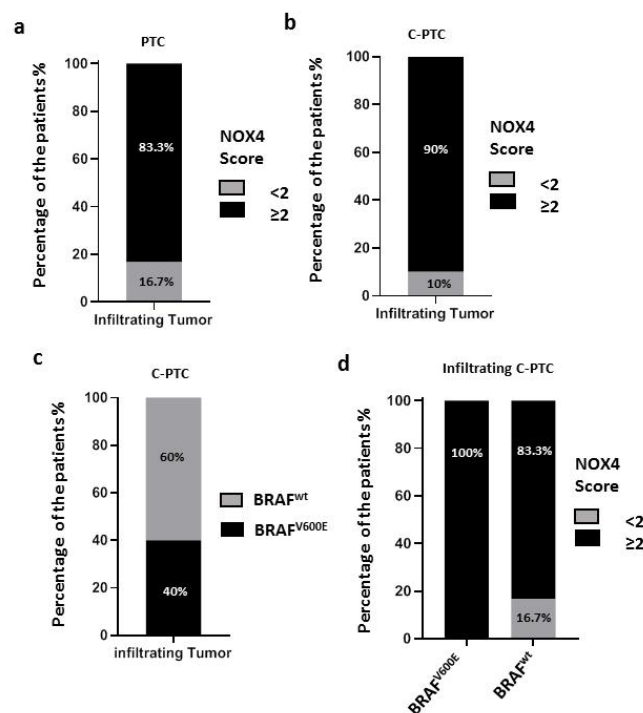 a
PTC
Percentage of the patients%
100
80
60
40
20
0
83.3%
16.7%
Infiltrating Tumor
NOX4
Score
<2
≥2
b
C-PTC
Percentage of the patients%
100
80
60
40
20
0
90%
10%
Infiltrating Tumor
NOX4
Score
<2
≥2
c
C-PTC
Percentage of the patients%
100
80
60
40
20
0
60%
40%
infiltrating Tumor
BRAFwt
BRAFV600E
d
Infiltrating C-PTC
Percentage of the patients%
100
80
60
40
20
0
100%
83.3%
16.7%
BRAFV600E
BRAFwt
NOX4
Score
<2
≥2